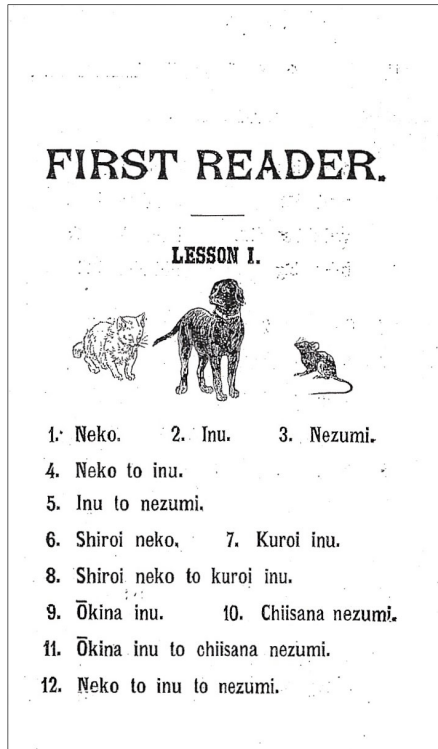 FIRST READER.
LESSON I.
1. Neko. 2. Inu. 3. Nezumi.
4. Neko to inu.
5. Inu to nezumi.
6. Shiroi neko. 7. Kuroi inu.
8. Shiroi neko to kuroi inu.
9. Ōkina inu. 10. Chiisana nezumi.
11. Ōkina inu to chiisana nezumi.
12. Neko to inu to nezumi.